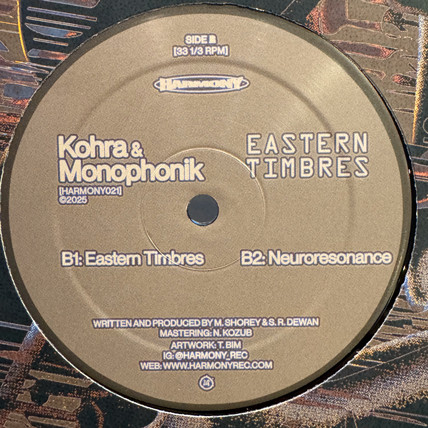 SIDE B
[33 1/3 RPM]
HARMONY
Kohra &
Monophonik
[HARMONY021]
©2025
EASTERN
TIMBRES
B1: Eastern Timbres
B2: Neuroresonance
WRITTEN AND PRODUCED BY M. SHOREY & S. R. DEWAN
MASTERING: N. KOZUB
ARTWORK: T. BIM
IG: @HARMONY_REC
WEB: WWW.HARMONYREC.COM